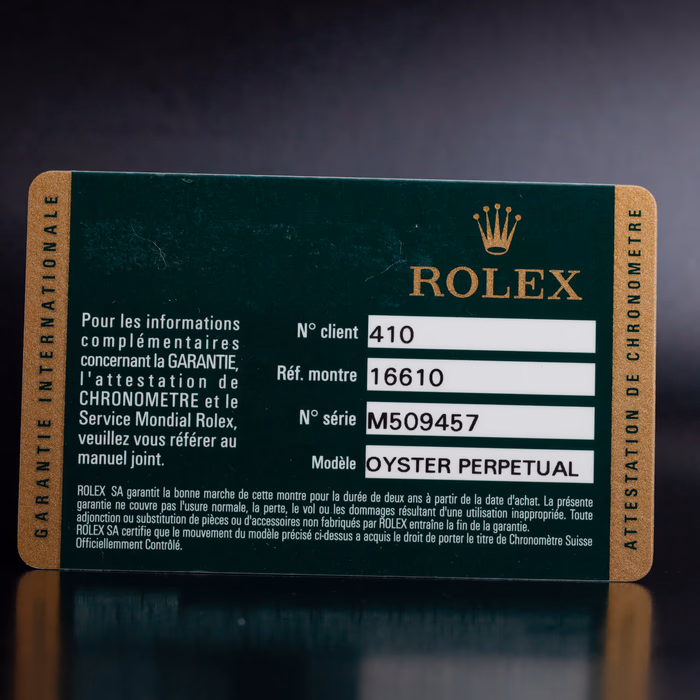 GARANTIE INTERNATIONALE
ROLEX
Pour les informations
complémentaires
concernant la GARANTIE,
l'attestation de
CHRONOMETRE et le
Service Mondial Rolex,
veuillez vous référer au
manuel joint.
N° client 410
Réf. montre 16610
N° série M509457
Modèle OYSTER PERPETUAL
ROLEX SA garantit la bonne marche de cette montre pour la durée de deux ans à partir de la date d'achat. La présente
garantie ne couvre pas l'usure normale, la perte, le vol ou les dommages résultant d'une utilisation inappropriée. Toute
adjonction ou substitution de pièces ou d'accessoires non fabriqués par ROLEX entraîne la fin de la garantie.
ROLEX SA certifie que le mouvement du modèle précisé ci-dessus a acquis le droit de porter le titre de Chronomètre Suisse
Officiellemment Contrôlé.
ATTESTATION DE CHRONOMETRE